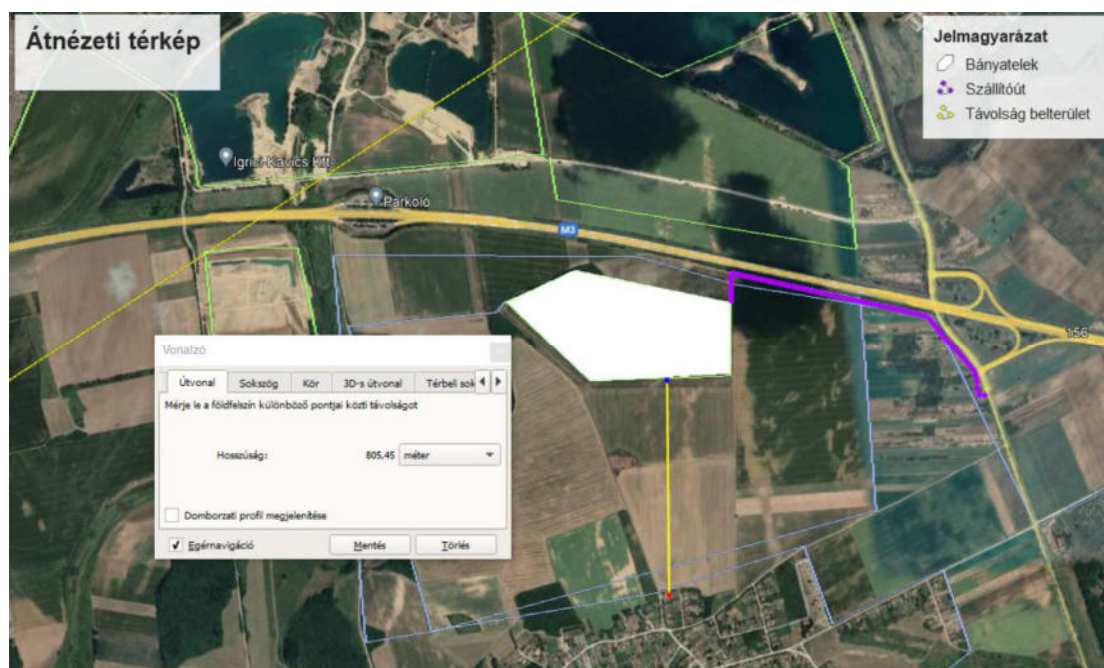 Átnézeti térkép
Jelmagyarázat
Bányatelek
Szállítóút
Távolság belterület
Igrici Kavics Kft
Parkoló
M3
156
Vonalzó
Útvonal Sokszög Kör 3D-s útvonal Térbeli sok
Mérje le a földfelszín különböző pontjai közti távolságot
Hosszúság: 805,45 méter
Domborzati profil megjelenítése
Egérnavigáció Mentés Törlés